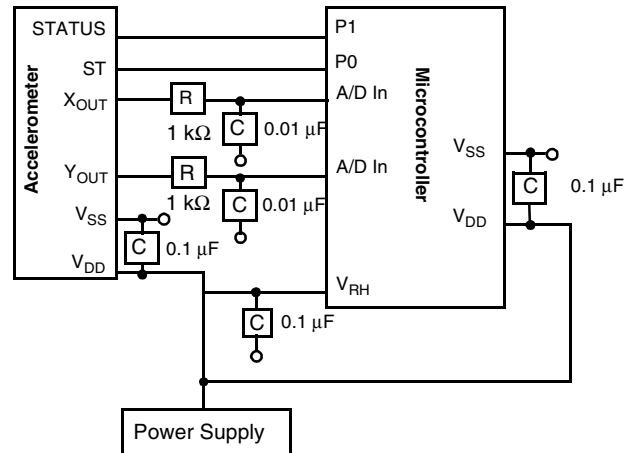 STATUS
ST
XOUT
YOUT
VSS
VDD
Accelerometer
R
1 kΩ
C
0.01 μF
R
1 kΩ
C
0.01 μF
C
0.1 μF
C
0.1 μF
P1
P0
A/D In
A/D In
VRH
Microcontroller
VSS
VDD
C
0.1 μF
Power Supply